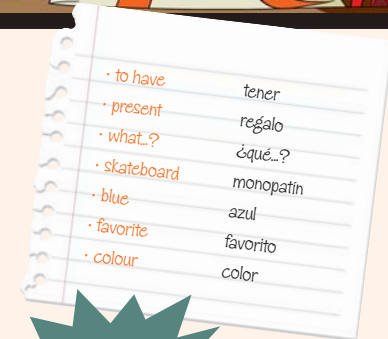 · to have tener
· present regalo
· what...? ¿qué...?
· skateboard monopatín
· blue azul
· favorite favorito
· colour color